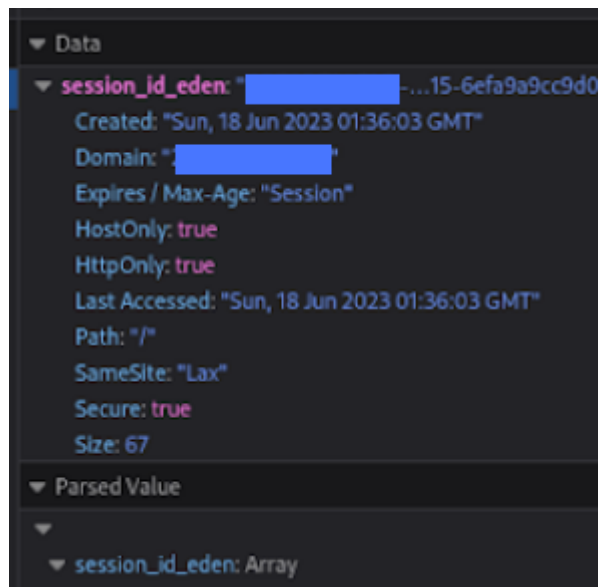 Data
session_id_eden: " -...15-6efa9a9cc9d0
Created: "Sun, 18 Jun 2023 01:36:03 GMT"
Domain: " "
Expires / Max-Age: "Session"
HostOnly: true
HttpOnly: true
Last Accessed: "Sun, 18 Jun 2023 01:36:03 GMT"
Path: "/"
SameSite: "Lax"
Secure: true
Size: 67
Parsed Value
session_id_eden: Array